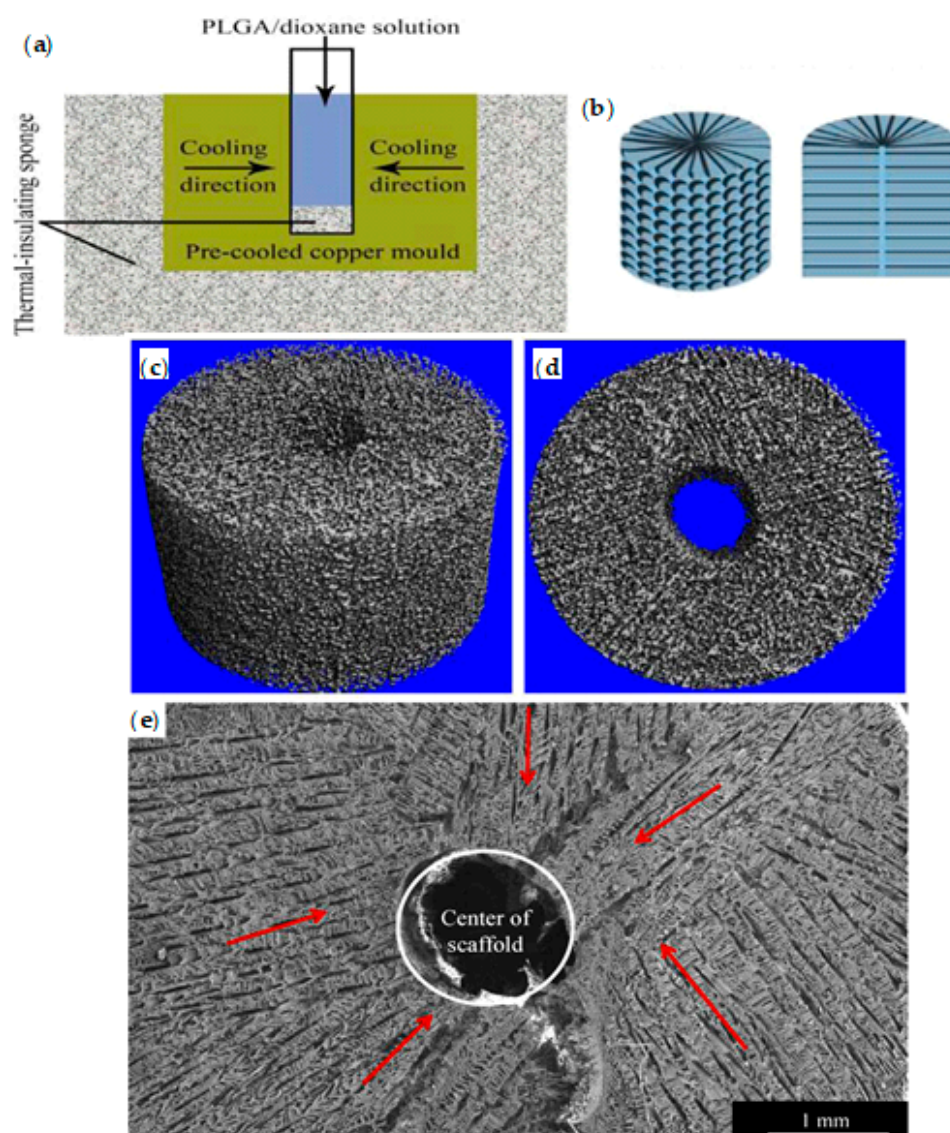 (a)
PLGA/dioxane solution
Thermal-insulating sponge
Cooling
direction
Cooling
direction
Pre-cooled copper mould
(b)
(c)
(d)
(e)
Center of
scaffold
1 mm